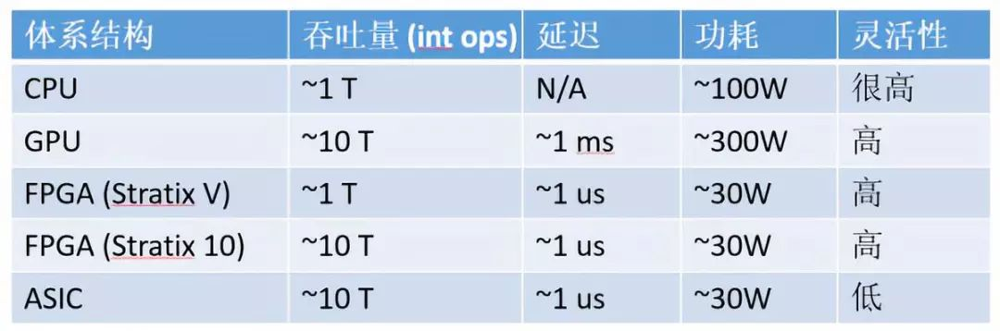 体系结构 吞吐量 (int ops) 延迟 功耗 灵活性
CPU ~1 T N/A ~100W 很高
GPU ~10 T ~1 ms ~300W 高
FPGA (Stratix V) ~1 T ~1 us ~30W 高
FPGA (Stratix 10) ~10 T ~1 us ~30W 高
ASIC ~10 T ~1 us ~30W 低